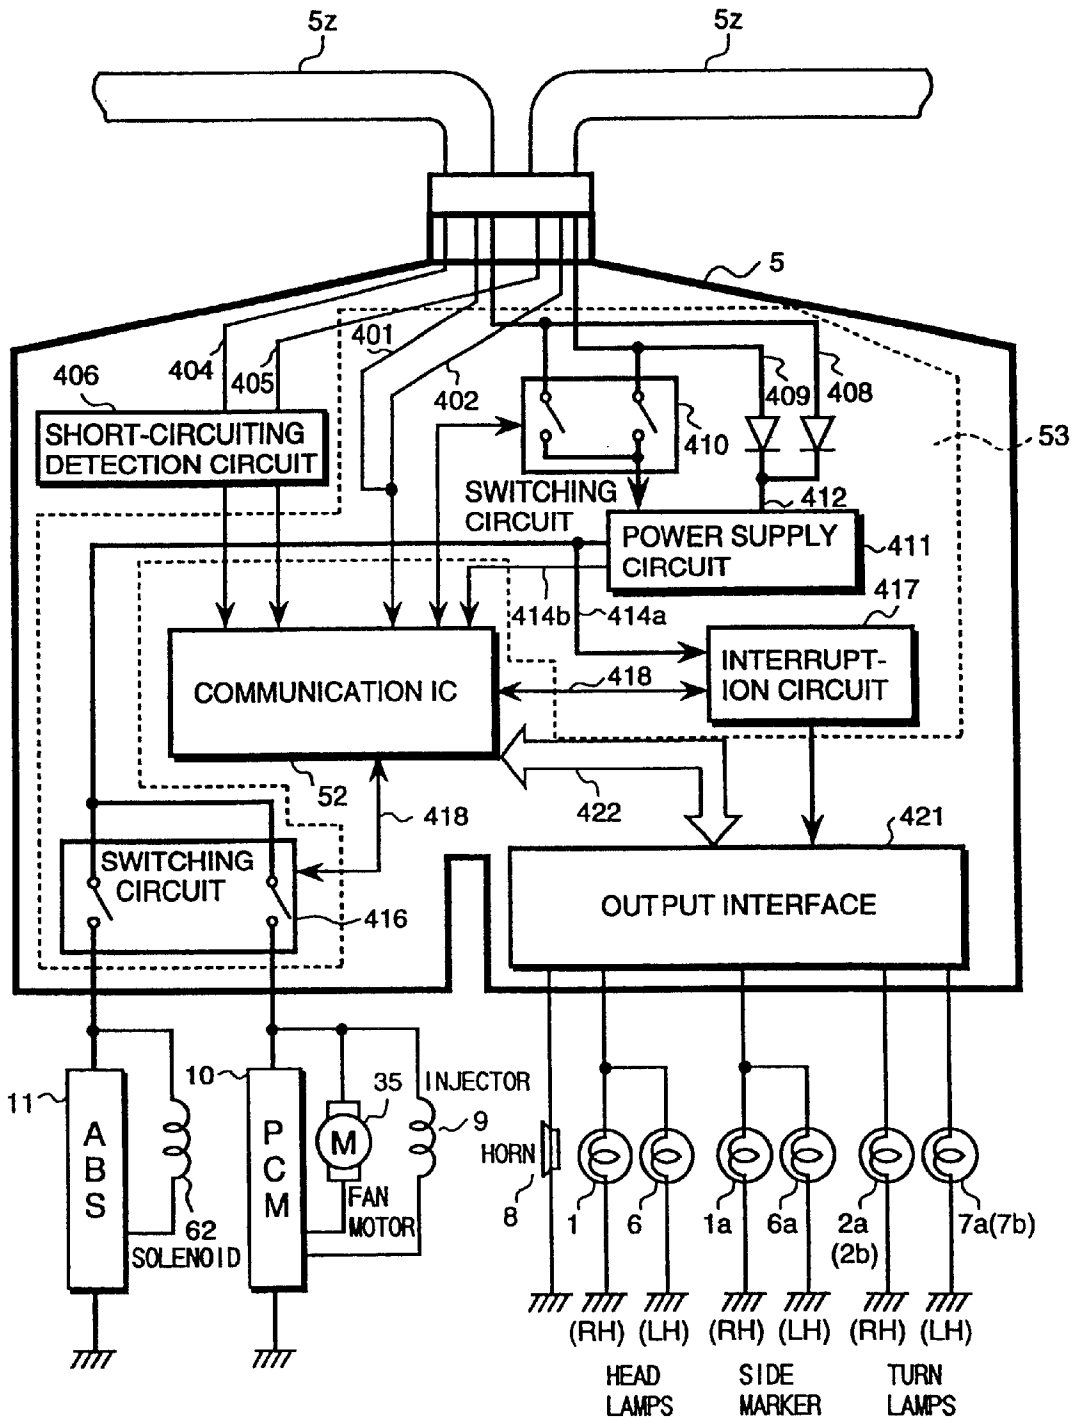 5z
5z
5
404
405
401
402
409
408
406
SHORT-CIRCUITING
DETECTION CIRCUIT
410
53
SWITCHING
CIRCUIT
412
POWER SUPPLY
CIRCUIT
411
414b
414a
417
COMMUNICATION IC
418
INTERRUPT-
ION CIRCUIT
52
418
422
421
SWITCHING
CIRCUIT
416
OUTPUT INTERFACE
11
ABS
62
SOLENOID
10
PCM
35
M
FAN
MOTOR
INJECTOR
9
HORN
8
1
6
1a
6a
2a
(2b)
7a(7b)
(RH)
(LH)
(RH)
(LH)
(RH)
(LH)
HEAD
LAMPS
SIDE
MARKER
TURN
LAMPS